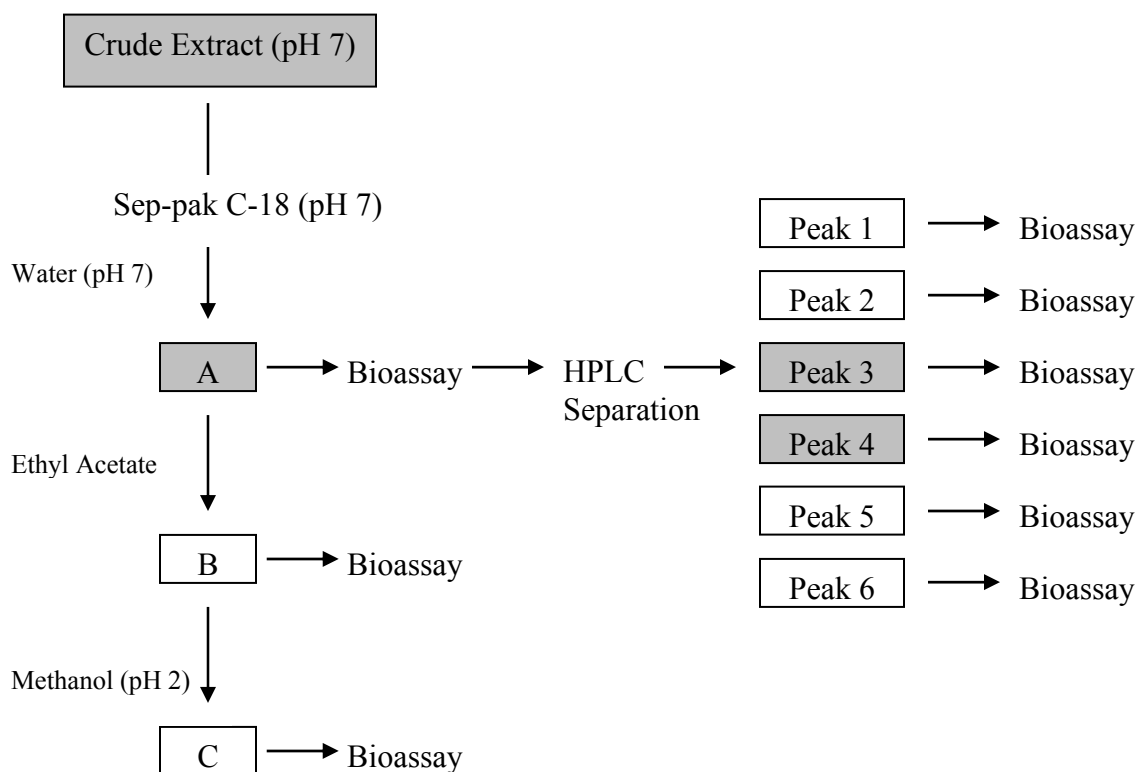 Crude Extract (pH 7)
Sep-pak C-18 (pH 7)
Water (pH 7)
A
Bioassay
HPLC
Separation
Ethyl Acetate
B
Bioassay
Methanol (pH 2)
C
Bioassay
Peak 1
Bioassay
Peak 2
Bioassay
Peak 3
Bioassay
Peak 4
Bioassay
Peak 5
Bioassay
Peak 6
Bioassay